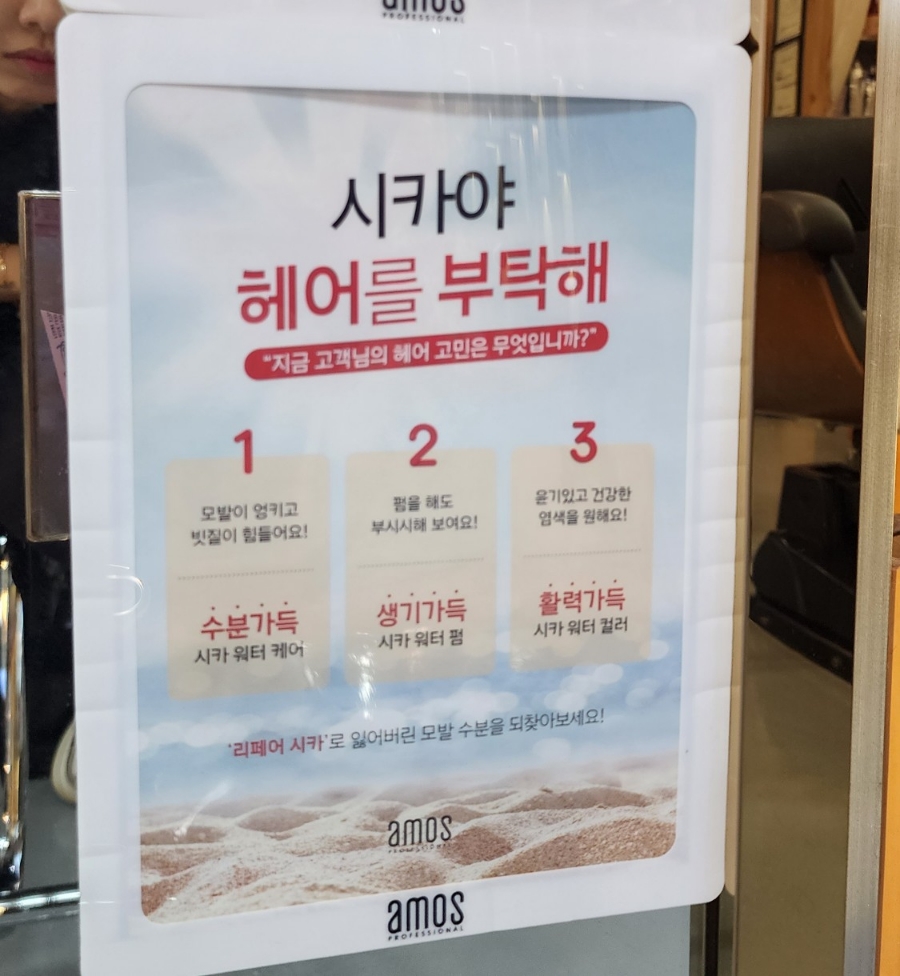 amos
PROFESSIONAL
시카야
헤어를 부탁해
"지금 고객님의 헤어 고민은 무엇입니까?"
1
모발이 엉키고
빗질이 힘들어요!
수분가득
시카 워터 케어
2
펌을 해도
부시시해 보여요!
생기가득
시카 워터 펌
3
윤기있고 건강한
염색을 원해요!
활력가득
시카 워터 컬러
'리페어 시카'로 잃어버린 모발 수분을 되찾아보세요!
amos
PROFESSIONAL
amos
PROFESSIONAL